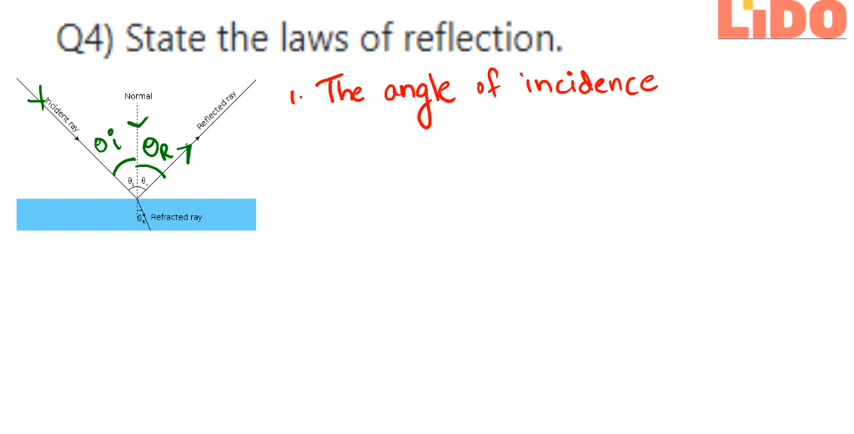 LiDO
Q4) State the laws of reflection.
1. The angle of incidence
Normal
Incident ray
Reflected ray
θi
θR
θi θr
θR Refracted ray